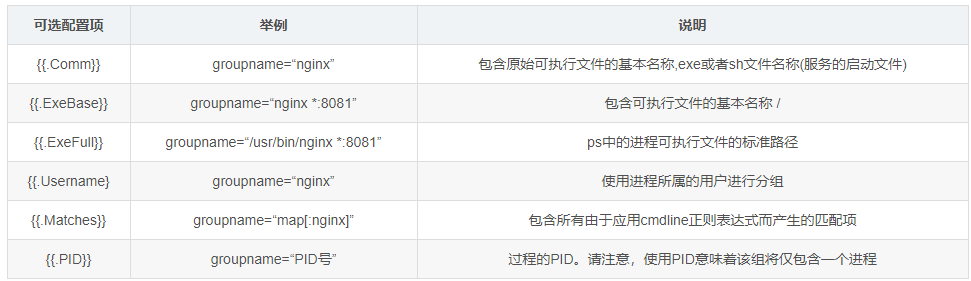 可选配置项 举例 说明
{{.Comm}} groupname=“nginx” 包含原始可执行文件的基本名称,exe或者sh文件名称(服务的启动文件)
{{.ExeBase}} groupname=“nginx *:8081” 包含可执行文件的基本名称 /
{{.ExeFull}} groupname=“/usr/bin/nginx *:8081” ps中的进程可执行文件的标准路径
{{.Username} groupname=“nginx” 使用进程所属的用户进行分组
{{.Matches}} groupname=“map[:nginx]” 包含所有由于应用cmdline正则表达式而产生的匹配项
{{.PID}} groupname=“PID号” 过程的PID。请注意，使用PID意味着该组将仅包含一个进程